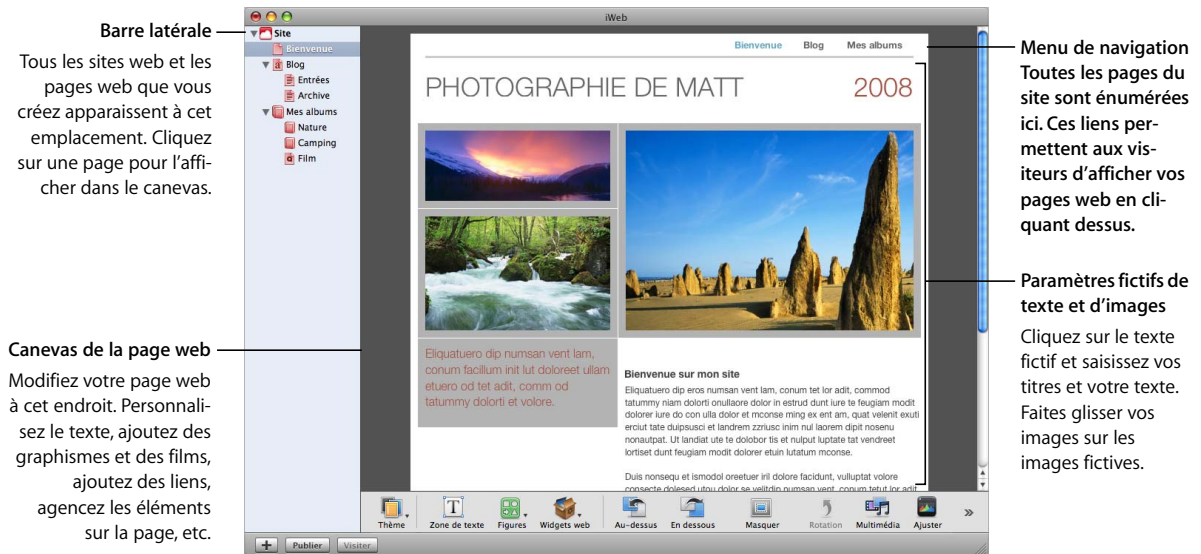 Barre latérale
Tous les sites web et les
pages web que vous
créez apparaissent à cet
emplacement. Cliquez
sur une page pour l'affi-
cher dans le canevas.
Canevas de la page web
Modifiez votre page web
à cet endroit. Personnali-
sez le texte, ajoutez des
graphismes et des films,
ajoutez des liens,
agencez les éléments
sur la page, etc.
iWeb
Site
Bienvenue
Blog
Entrées
Archive
Mes albums
Nature
Camping
Film
Bienvenue Blog Mes albums
PHOTOGRAPHIE DE MATT 2008
Eliquatuero dip numsan vent lam,
conum facillum init lut doloreet ullam
etuero od tet adit, comm od
tatummy dolorti et volore.
Bienvenue sur mon site
Eliquatuero dip eros numsan vent lam, conum tet lor adit, commod
tatummy niam dolorti onullaore dolor in estrud dunt iure te feugiam modit
dolorer iure do con ulla dolor et mconse ming ex ent am, quat velenit exuti
erciut tate duipsusci et landrem zzriusc inim nul laorem dipit nosenu
nonautpat. Ut landiat ute te dolobor tis et nulput luptate tat vendreet
lortiset dunt feugiam modit dolorer etuin lutatum mconse.
Duis nonsequ et ismodol oreetuer iril dolore facidunt, vulluptat volore
consecte dolesed utou dolor se velitdip numsan vent, conum tetut lor adit
Thème Zone de texte Figures Widgets web Au-dessus En dessous Masquer Rotation Multimédia Ajuster »
+ Publier Visiter
Menu de navigation
Toutes les pages du
site sont énumérées
ici. Ces liens per-
mettent aux vis-
iteurs d'afficher vos
pages web en cli-
quant dessus.
Paramètres fictifs de
texte et d'images
Cliquez sur le texte
fictif et saisissez vos
titres et votre texte.
Faites glisser vos
images sur les
images fictives.